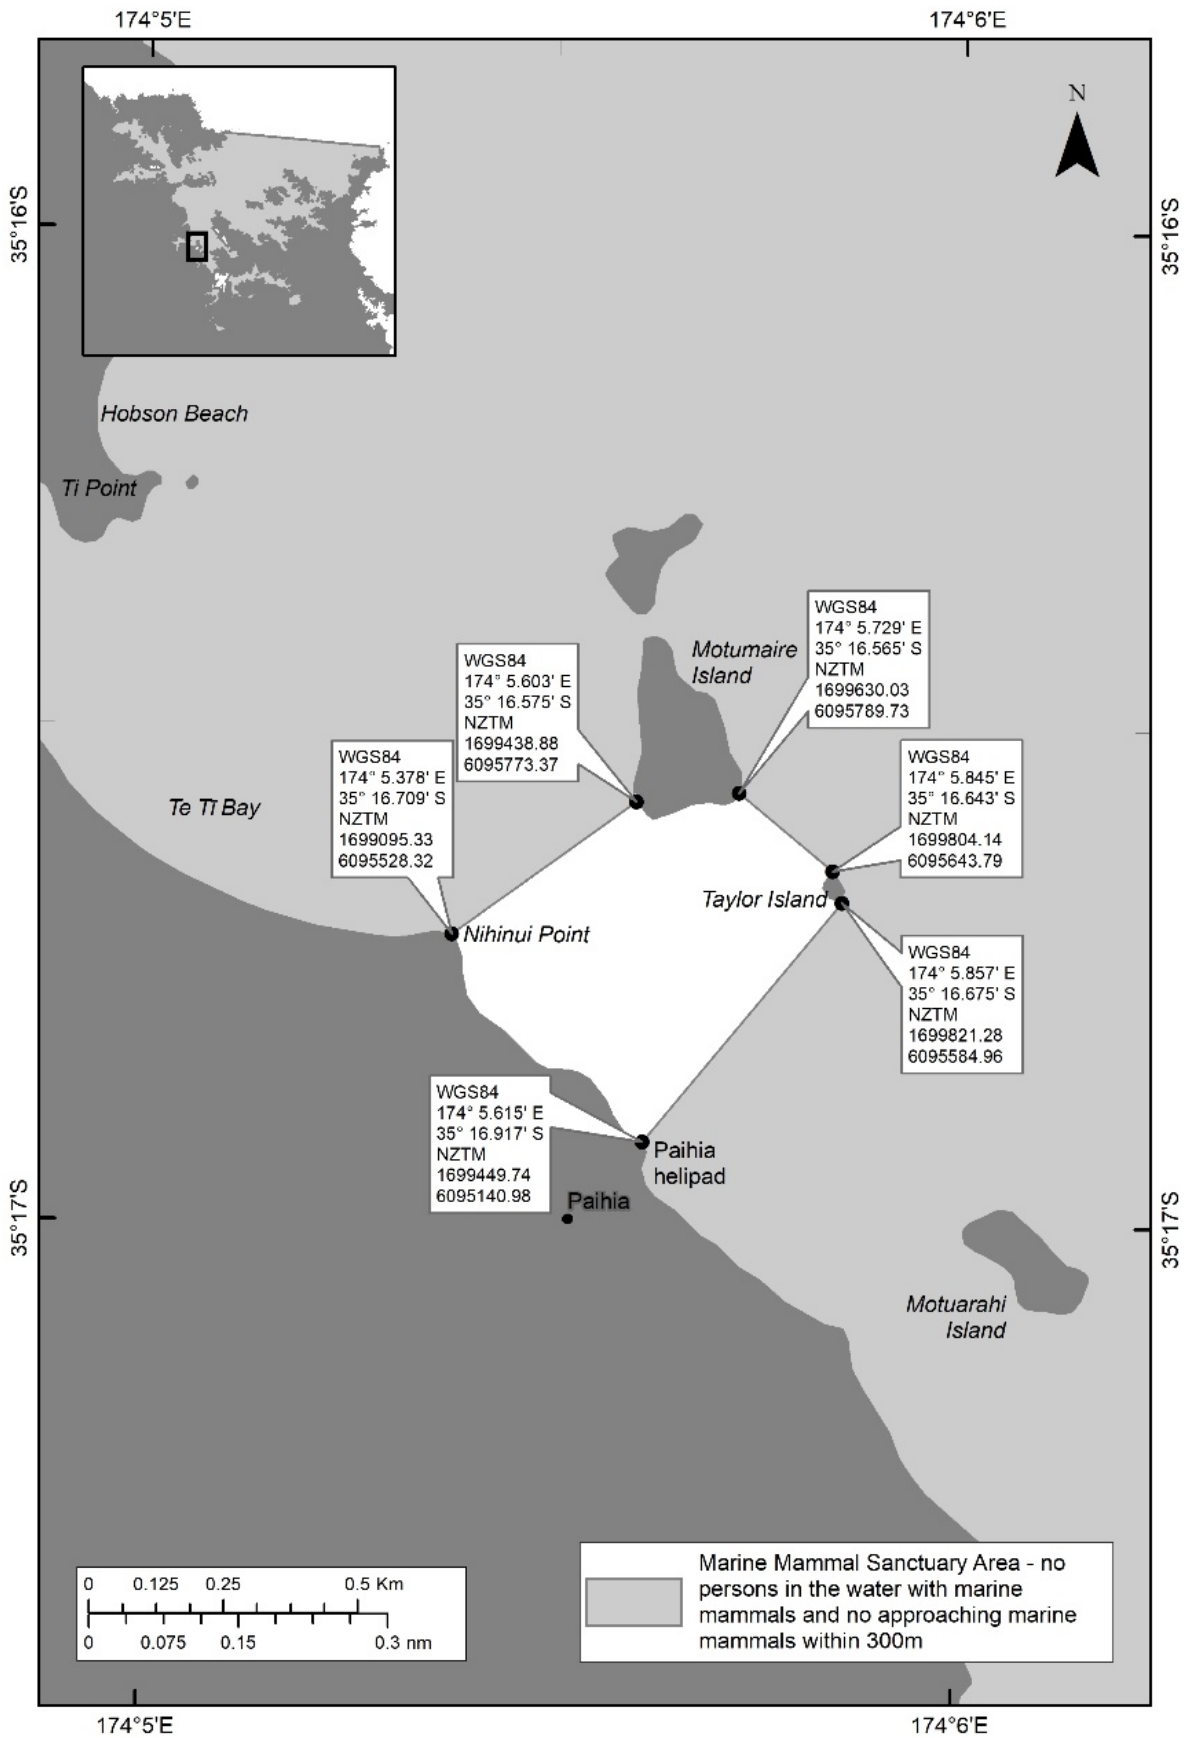 174°5'E
174°6'E
N
35°16'S
35°16'S
Hobson Beach
Ti Point
WGS84
174° 5.729' E
35° 16.565' S
NZTM
1699630.03
6095789.73
Motumaire
Island
WGS84
174° 5.603' E
35° 16.575' S
NZTM
1699438.88
6095773.37
WGS84
174° 5.378' E
35° 16.709' S
NZTM
1699095.33
6095528.32
WGS84
174° 5.845' E
35° 16.643' S
NZTM
1699804.14
6095643.79
Te Tī Bay
Taylor Island
Nihinui Point
WGS84
174° 5.857' E
35° 16.675' S
NZTM
1699821.28
6095584.96
WGS84
174° 5.615' E
35° 16.917' S
NZTM
1699449.74
6095140.98
Paihia
helipad
Paihia
35°17'S
35°17'S
Motuarahi
Island
0 0.125 0.25 0.5 Km
0 0.075 0.15 0.3 nm
Marine Mammal Sanctuary Area - no
persons in the water with marine
mammals and no approaching marine
mammals within 300m
174°5'E
174°6'E